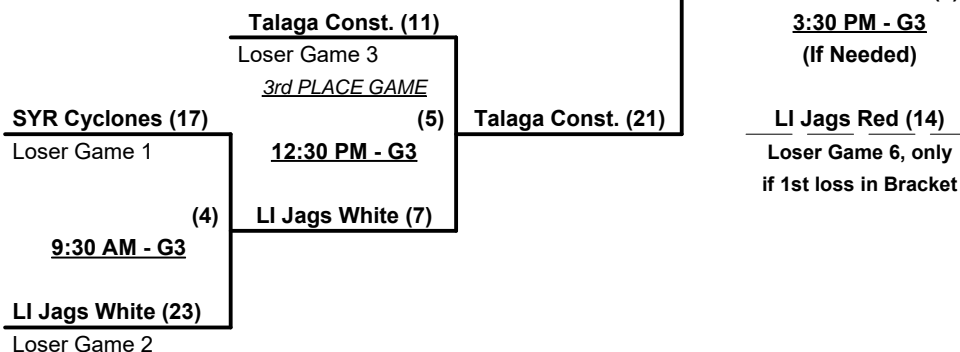 Talaga Const. (11)
3:30 PM - G3
Loser Game 3
(If Needed)
3rd PLACE GAME
SYR Cyclones (17)
(5)
Talaga Const. (21)
LI Jags Red (14)
Loser Game 1
12:30 PM - G3
Loser Game 6, only
if 1st loss in Bracket
(4)
LI Jags White (7)
9:30 AM - G3
LI Jags White (23)
Loser Game 2